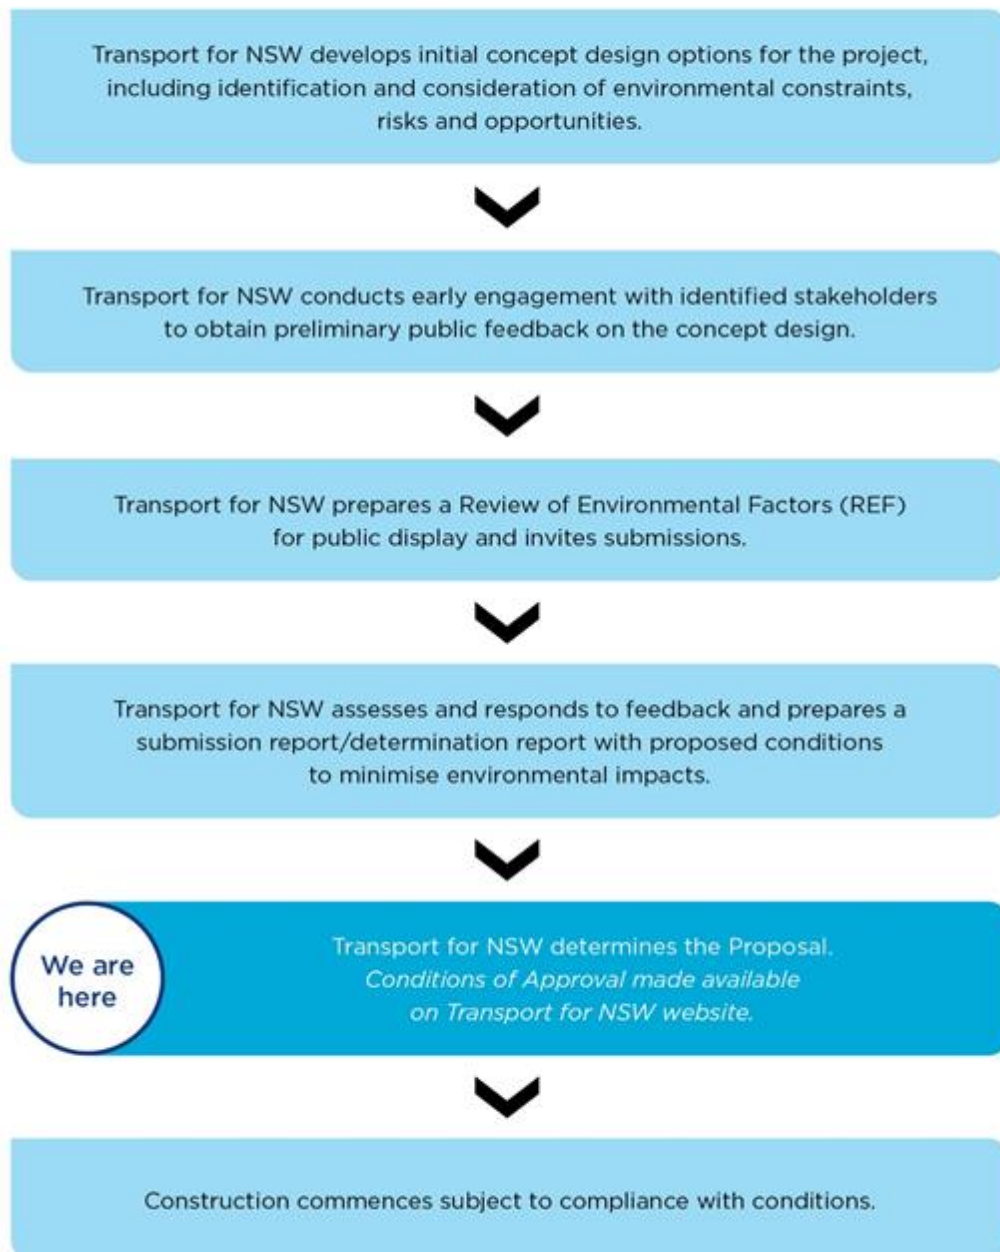 Transport for NSW develops initial concept design options for the project,
including identification and consideration of environmental constraints,
risks and opportunities.
Transport for NSW conducts early engagement with identified stakeholders
to obtain preliminary public feedback on the concept design.
Transport for NSW prepares a Review of Environmental Factors (REF)
for public display and invites submissions.
Transport for NSW assesses and responds to feedback and prepares a
submission report/determination report with proposed conditions
to minimise environmental impacts.
We are
here
Transport for NSW determines the Proposal.
Conditions of Approval made available
on Transport for NSW website.
Construction commences subject to compliance with conditions.